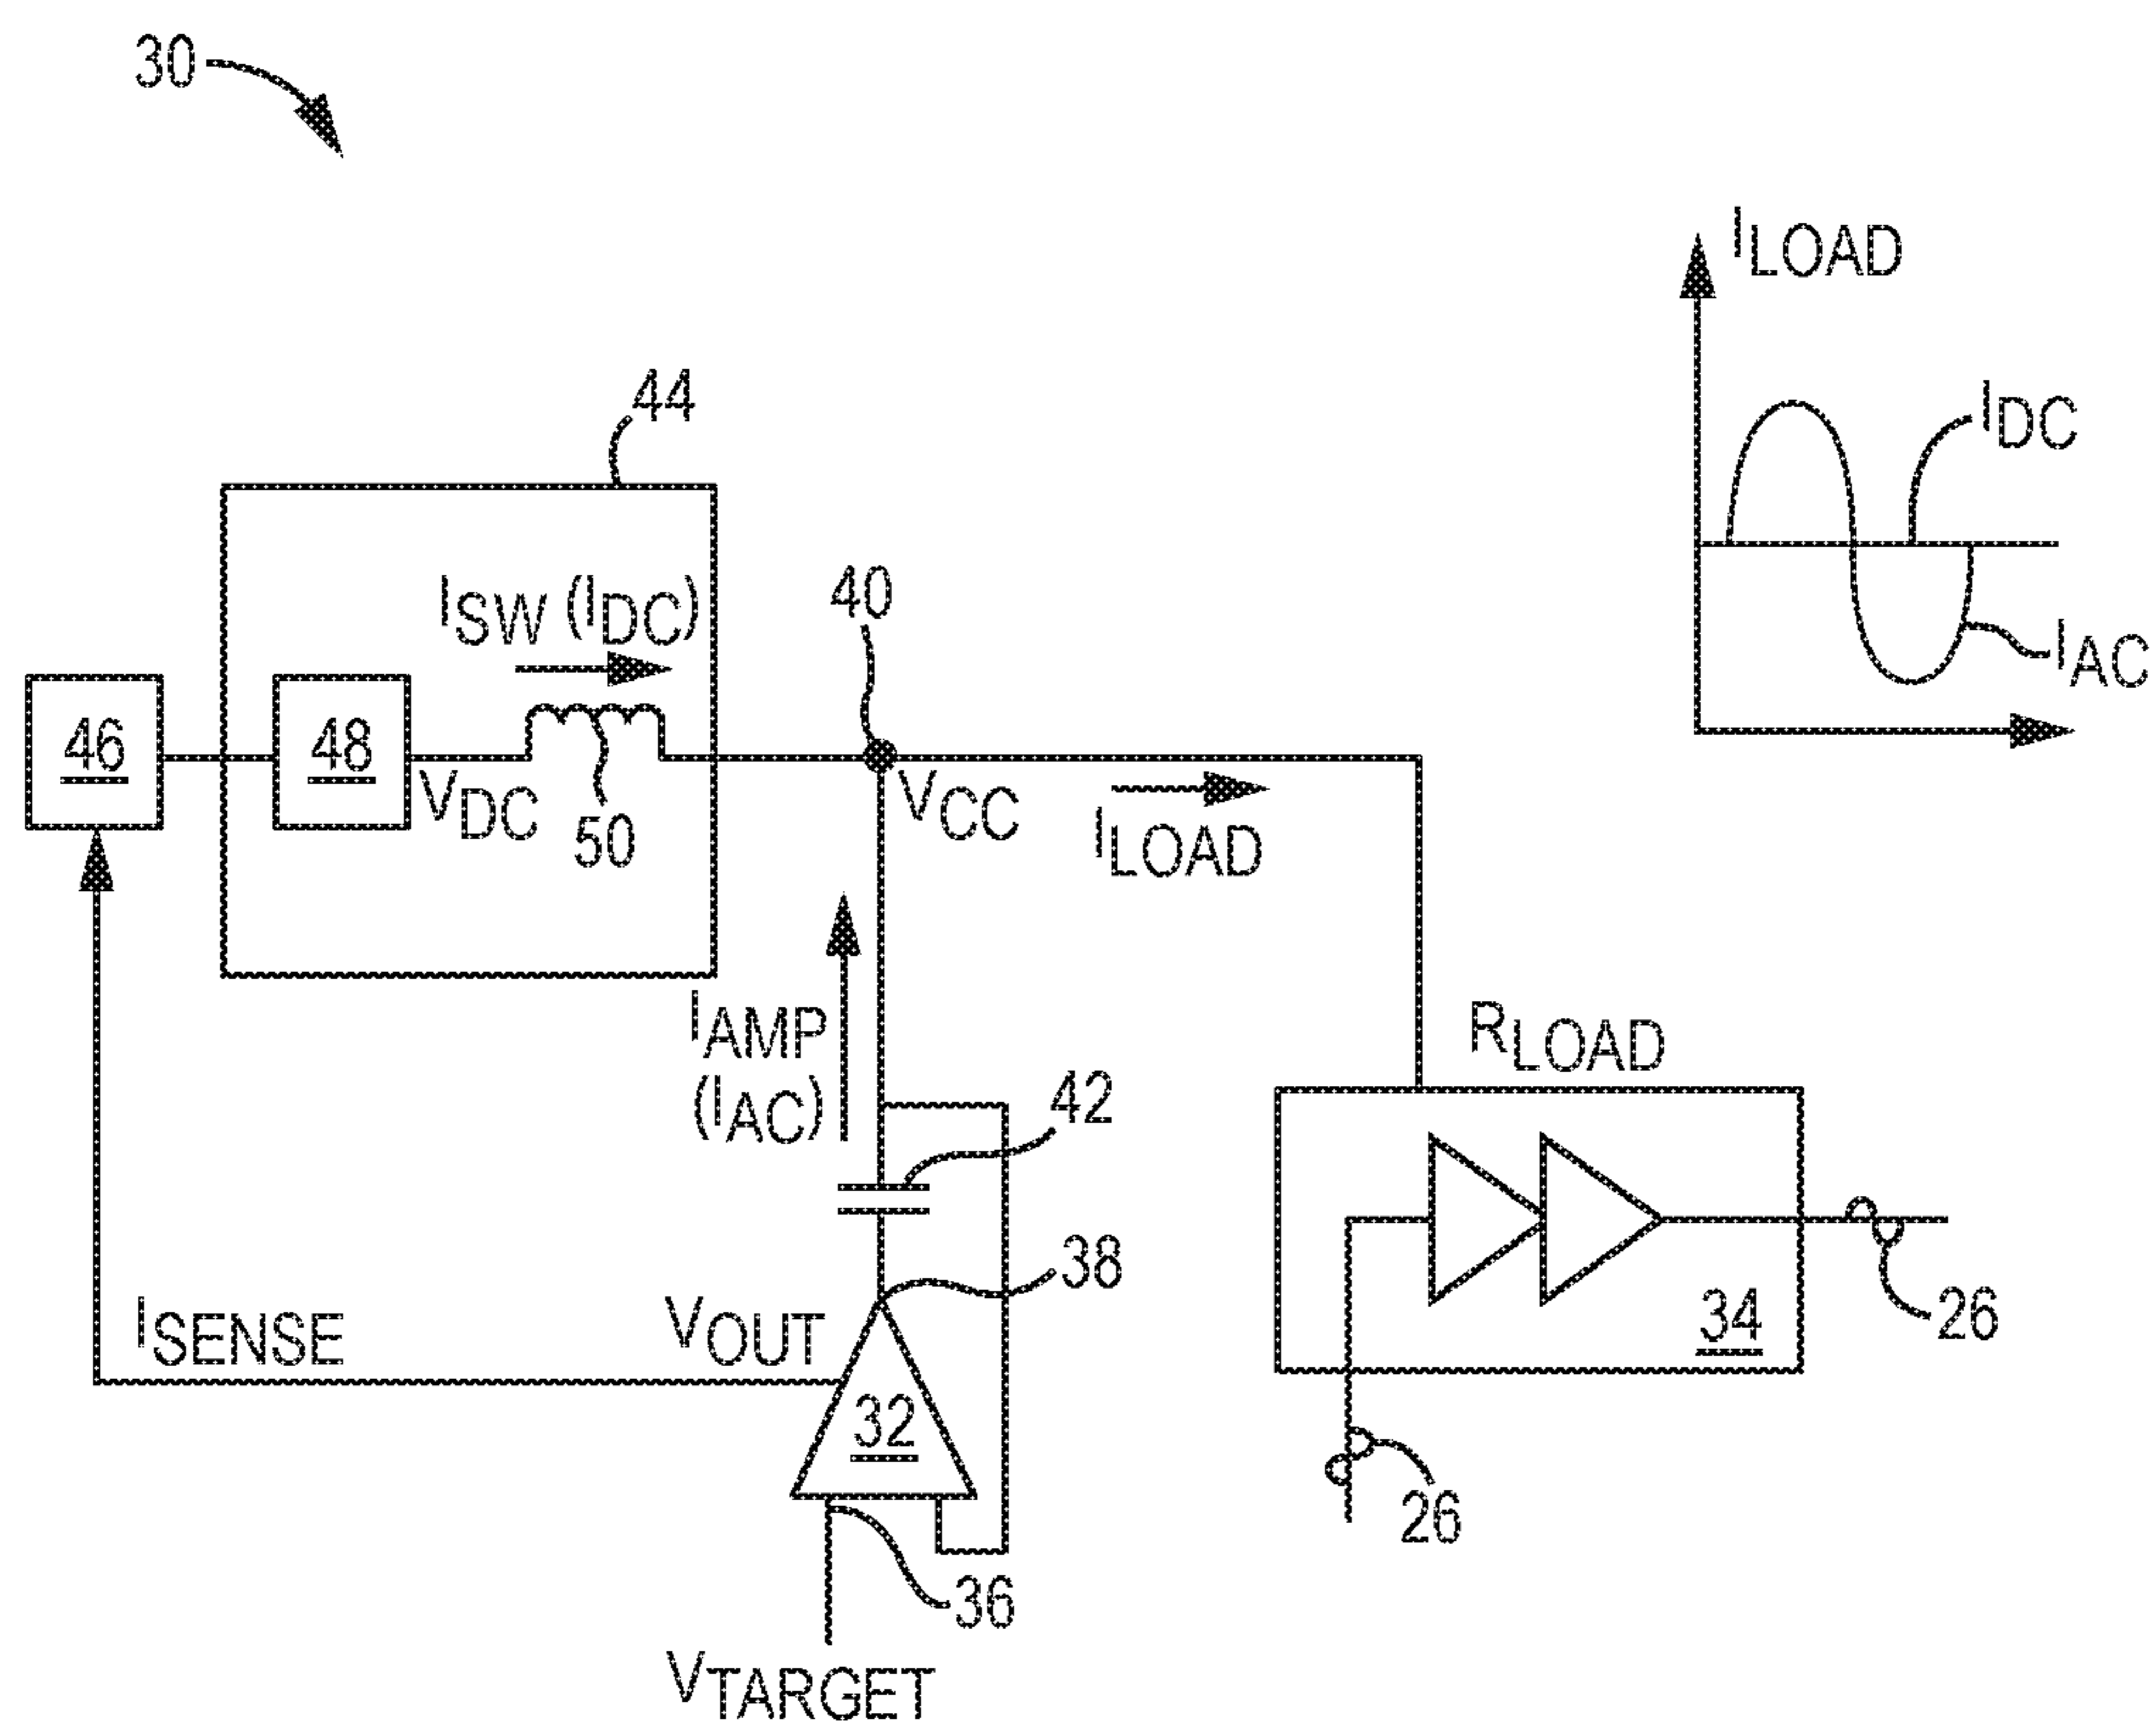 30
ILOAD
IDC
IAC
44
ISW (IDC)
40
46
48
VDC
50
VCC
ILOAD
IAMP
(IAC)
42
RLOAD
38
ISENSE
VOUT
32
34
26
26
36
VTARGET